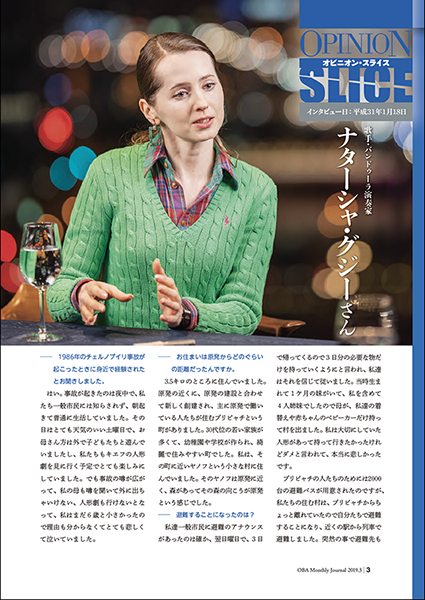 OPINION
オピニオン・スライス
SLICE
インタビュー日：平成31年1月18日
歌手・バンドゥーラ演奏家
ナターシャ・グジーさん
── 1986年のチェルノブイリ事故が
起こったときに身近で経験された
とお聞きしました。
はい。事故が起きたのは夜中で、私
たち一般市民には知らされず、朝起
きて普通に生活していました。その
日はとても天気のいい土曜日で、お
母さん方は外で子どもたちと遊んで
いましたし、私たちもキエフの人形
劇を見に行く予定でとても楽しみに
していました。でも事故の噂が広が
って、私の母も噂を聞いて外に出ち
ゃいけない、人形劇も行けないとな
って、私はまだ6歳と小さかったの
で理由も分からなくてとても悲しく
て泣いていました。
── お住まいは原発からどのぐらい
の距離だったんですか。
3.5キロのところに住んでいました。
原発の近くに、原発の建設と合わせ
て新しく創建され、主に原発で働い
ている人たちが住むプリピャチという
町がありました。30代位の若い家族が
多くて、幼稚園や学校が作られ、綺
麗で住みやすい町でした。私は、そ
の町に近いヤノフという小さな村に住
んでいました。そのヤノフは原発に近
く、森があってその森の向こうが原発
という感じでした。
── 避難することになったのは？
私達一般市民に避難のアナウンス
があったのは確か、翌日曜日で、3日
で帰ってくるので3日分の必要な物だ
けを持っていくようにと言われ、私達
はそれを信じて従いました。当時生ま
れて1ケ月の妹がいて、私を含めて
4人姉妹でしたので母が、私達の着
替えや赤ちゃんのベビーカーだけ持っ
て村を出ました。私は大切にしていた
人形があって持って行きたかったけれ
どダメと言われて、本当に悲しかった
です。
プリピャチの人たちのためには2000
台の避難バスが用意されたのですが、
私たちの住む村は、プリピャチからち
ょっと離れていたので自分たちで避難
することになり、近くの駅から列車で
避難しました。突然の事で避難先も
OBA Monthly Journal 2019.3 | 3